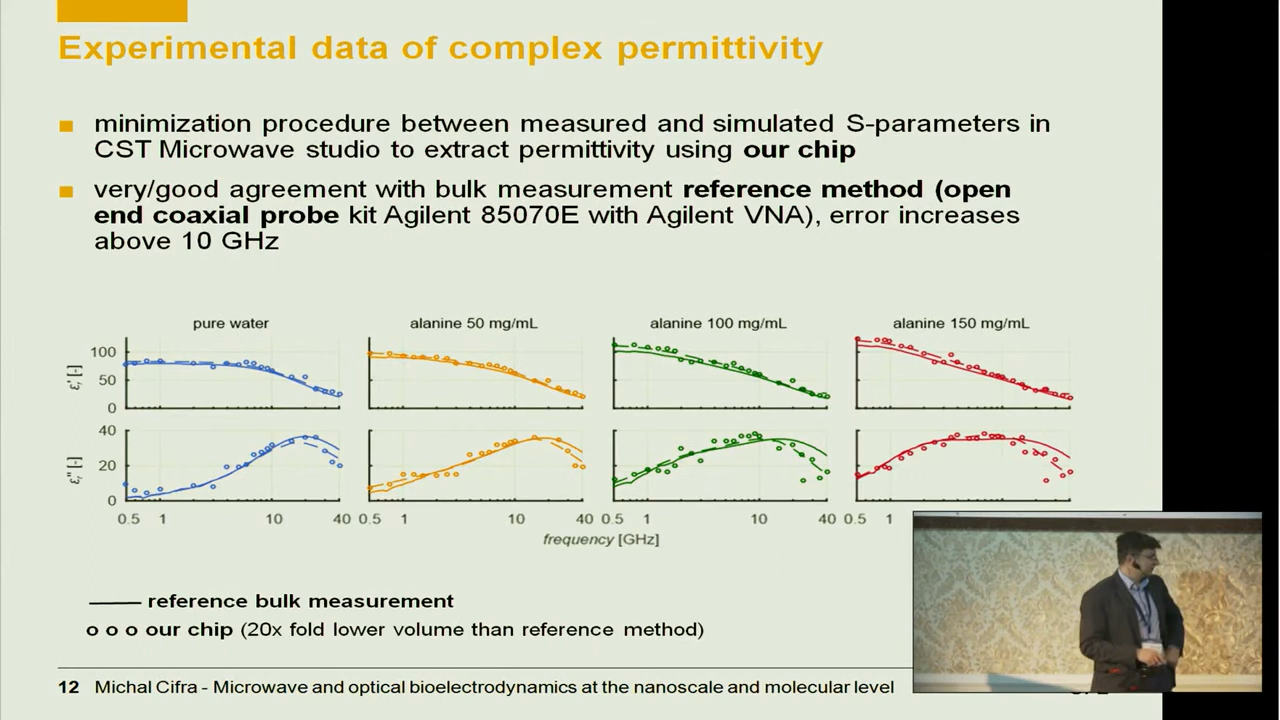 Experimental data of complex permittivity
minimization procedure between measured and simulated S-parameters in
CST Microwave studio to extract permittivity using our chip
very/good agreement with bulk measurement reference method (open
end coaxial probe kit Agilent 85070E with Agilent VNA), error increases
above 10 GHz
pure water
alanine 50 mg/mL
alanine 100 mg/mL
alanine 150 mg/mL
εᵣ' [-]
100
50
0
εᵣ'' [-]
40
20
0
0.5 1 10 40 0.5 1 10 40 0.5 1 10 40 0.5 1
frequency [GHz]
reference bulk measurement
o o o our chip (20x fold lower volume than reference method)
12 Michal Cifra - Microwave and optical bioelectrodynamics at the nanoscale and molecular level